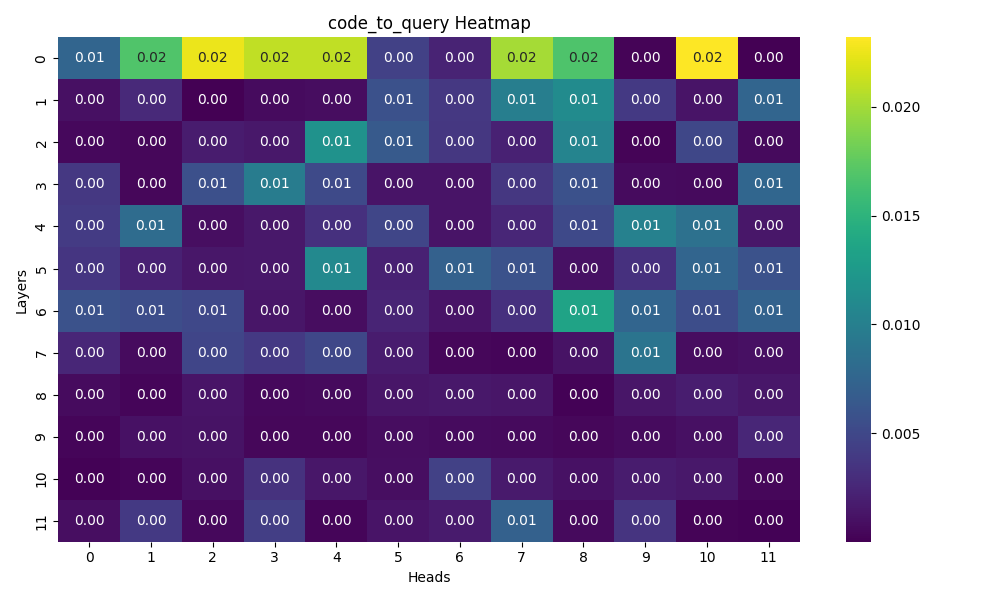 code_to_query Heatmap
0 0.01 0.02 0.02 0.02 0.02 0.00 0.00 0.02 0.02 0.00 0.02 0.00
1 0.00 0.00 0.00 0.00 0.00 0.01 0.00 0.01 0.01 0.00 0.00 0.01
2 0.00 0.00 0.00 0.00 0.01 0.01 0.00 0.00 0.01 0.00 0.00 0.00
3 0.00 0.00 0.01 0.01 0.01 0.00 0.00 0.00 0.01 0.00 0.00 0.01
4 0.00 0.01 0.00 0.00 0.00 0.00 0.00 0.00 0.01 0.01 0.01 0.00
5 0.00 0.00 0.00 0.00 0.01 0.00 0.01 0.01 0.00 0.00 0.01 0.01
6 0.01 0.01 0.01 0.00 0.00 0.00 0.00 0.00 0.01 0.01 0.01 0.01
7 0.00 0.00 0.00 0.00 0.00 0.00 0.00 0.00 0.00 0.01 0.00 0.00
8 0.00 0.00 0.00 0.00 0.00 0.00 0.00 0.00 0.00 0.00 0.00 0.00
9 0.00 0.00 0.00 0.00 0.00 0.00 0.00 0.00 0.00 0.00 0.00 0.00
10 0.00 0.00 0.00 0.00 0.00 0.00 0.00 0.00 0.00 0.00 0.00 0.00
11 0.00 0.00 0.00 0.00 0.00 0.00 0.00 0.01 0.00 0.00 0.00 0.00
0 1 2 3 4 5 6 7 8 9 10 11
Heads
Layers
0.020
0.015
0.010
0.005